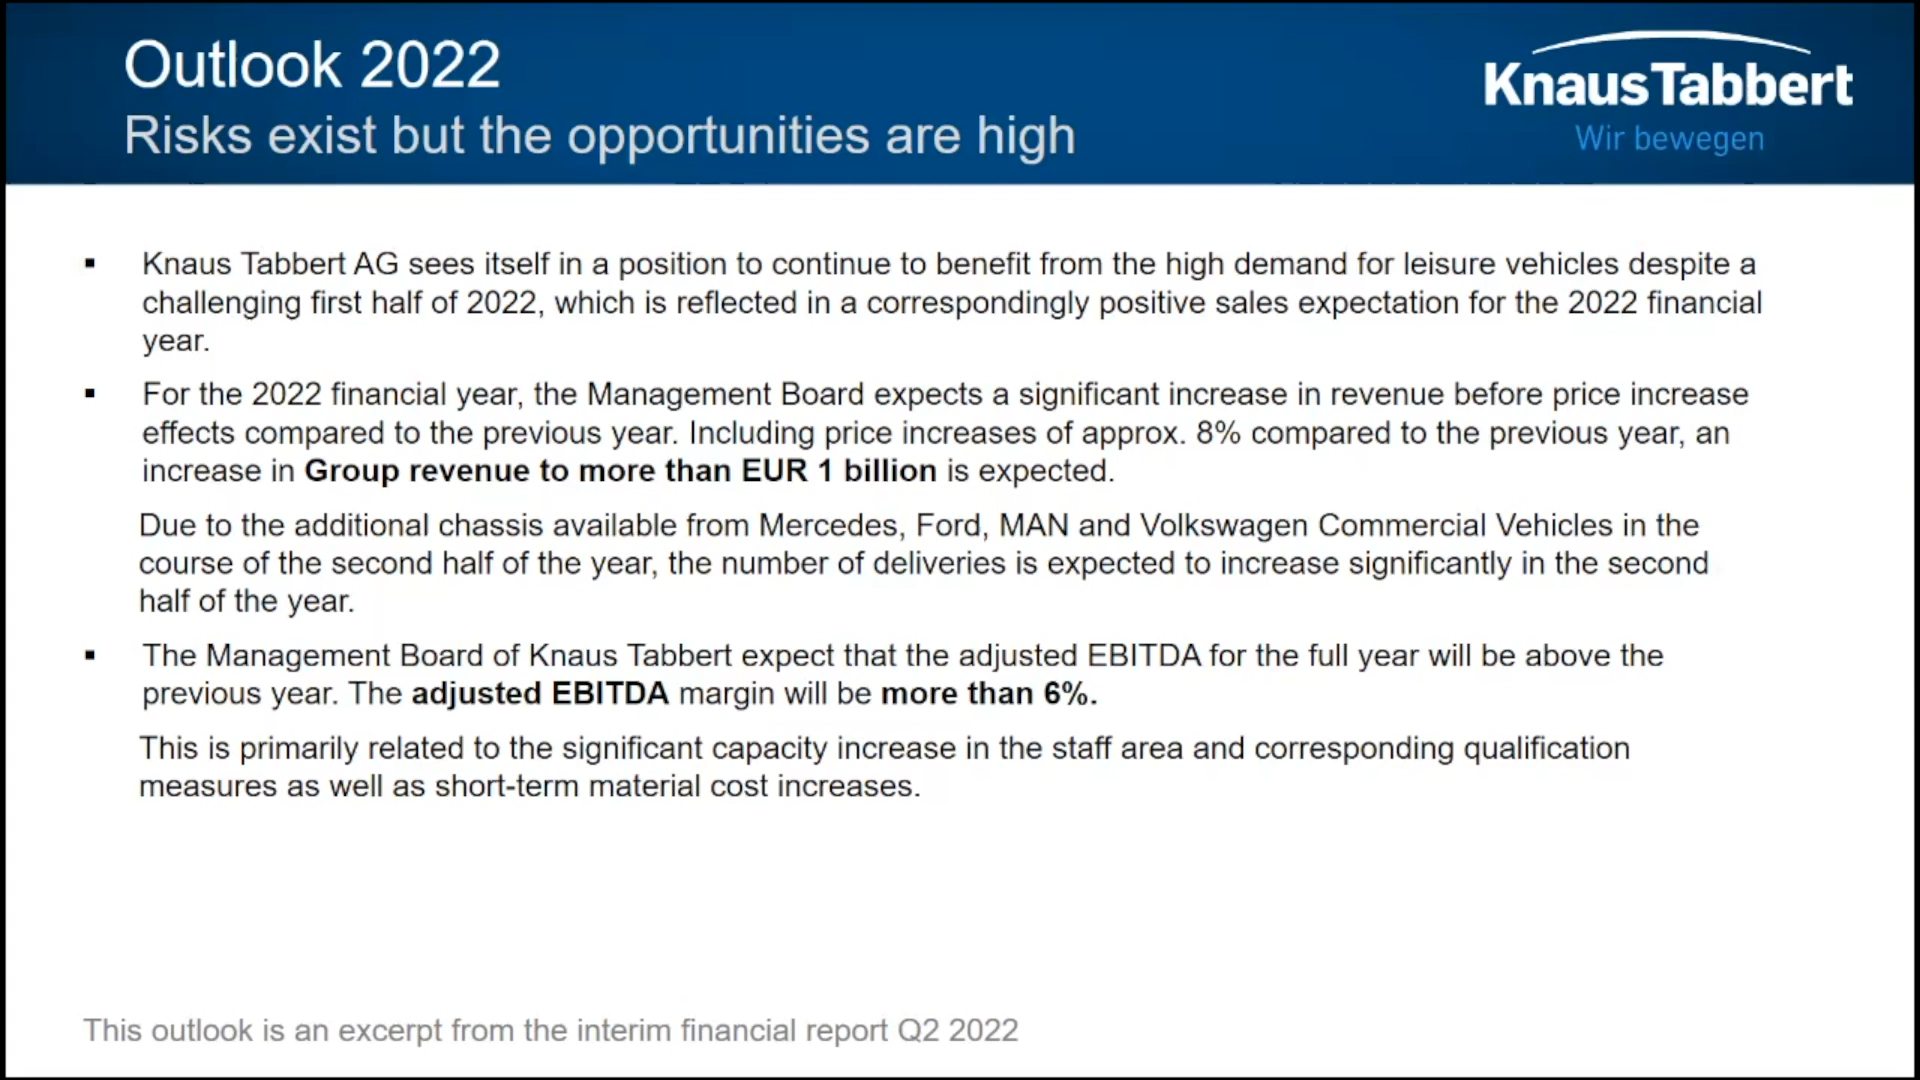 Outlook 2022
Risks exist but the opportunities are high
KnausTabbert
Wir bewegen
▪ Knaus Tabbert AG sees itself in a position to continue to benefit from the high demand for leisure vehicles despite a
challenging first half of 2022, which is reflected in a correspondingly positive sales expectation for the 2022 financial
year.
▪ For the 2022 financial year, the Management Board expects a significant increase in revenue before price increase
effects compared to the previous year. Including price increases of approx. 8% compared to the previous year, an
increase in Group revenue to more than EUR 1 billion is expected.
Due to the additional chassis available from Mercedes, Ford, MAN and Volkswagen Commercial Vehicles in the
course of the second half of the year, the number of deliveries is expected to increase significantly in the second
half of the year.
▪ The Management Board of Knaus Tabbert expect that the adjusted EBITDA for the full year will be above the
previous year. The adjusted EBITDA margin will be more than 6%.
This is primarily related to the significant capacity increase in the staff area and corresponding qualification
measures as well as short-term material cost increases.
This outlook is an excerpt from the interim financial report Q2 2022